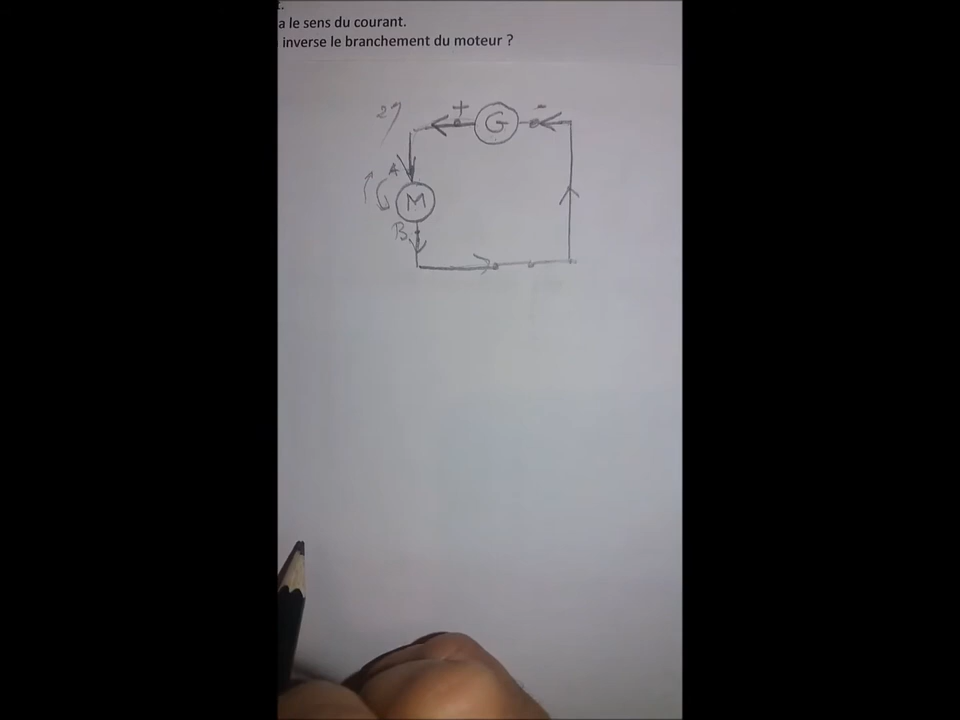 a le sens du courant.
inverse le branchement du moteur ?
2)
+ G -
A
M
B